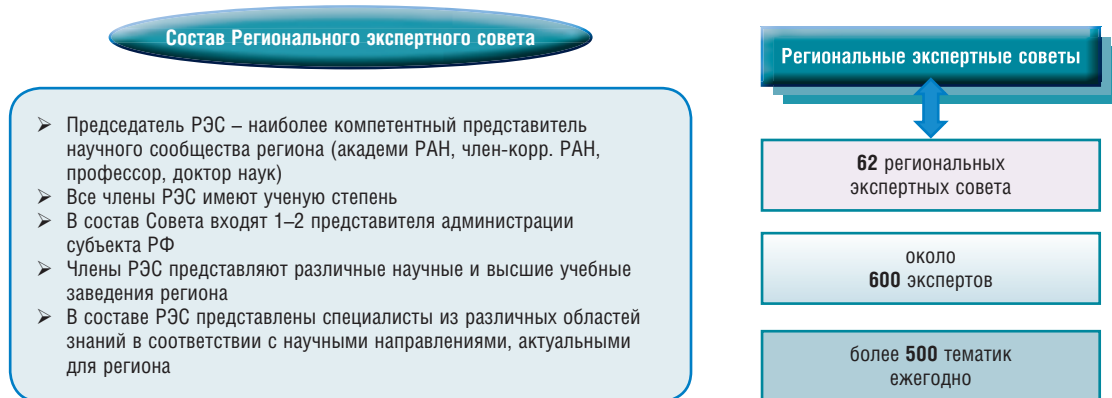 Состав Регионального экспертного совета
➢ Председатель РЭС – наиболее компетентный представитель
научного сообщества региона (академи РАН, член-корр. РАН,
профессор, доктор наук)
➢ Все члены РЭС имеют ученую степень
➢ В состав Совета входят 1–2 представителя администрации
субъекта РФ
➢ Члены РЭС представляют различные научные и высшие учебные
заведения региона
➢ В составе РЭС представлены специалисты из различных областей
знаний в соответствии с научными направлениями, актуальными
для региона
Региональные экспертные советы
62 региональных
экспертных совета
около
600 экспертов
более 500 тематик
ежегодно